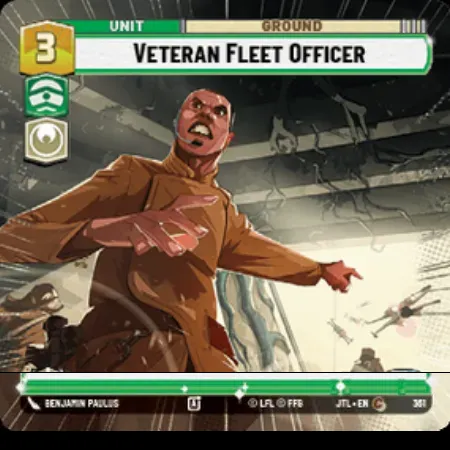 UNIT GROUND
3
VETERAN FLEET OFFICER
BENJAMIN PAULUS A © LFL © FFG JTL • EN C 361